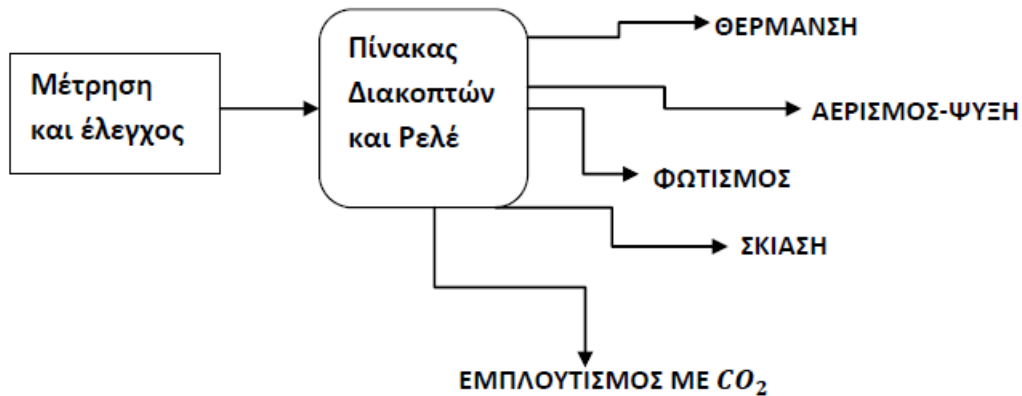 Μέτρηση
και έλεγχος
Πίνακας
Διακοπτών
και Ρελέ
ΘΕΡΜΑΝΣΗ
ΑΕΡΙΣΜΟΣ-ΨΥΞΗ
ΦΩΤΙΣΜΟΣ
ΣΚΙΑΣΗ
ΕΜΠΛΟΥΤΙΣΜΟΣ ΜΕ CO₂